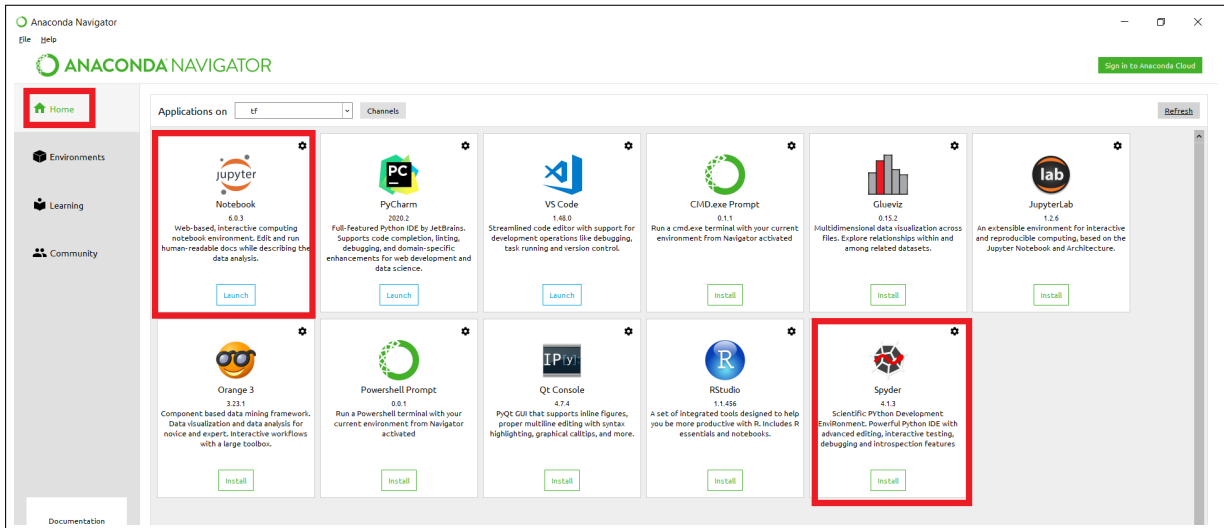 Anaconda Navigator
File Help
ANACONDA NAVIGATOR
Sign in to Anaconda Cloud
Home
Environments
Learning
Community
Documentation
Applications on tf Channels Refresh
jupyter
Notebook
6.0.3
Web-based, interactive computing
notebook environment. Edit and run
human-readable docs while describing the
data analysis.
Launch
PC
PyCharm
2020.2
Full-featured Python IDE by JetBrains.
Supports code completion, linting,
debugging, and domain-specific
enhancements for web development and
data science.
Launch
VS Code
1.48.0
Streamlined code editor with support for
development operations like debugging,
task running and version control.
Launch
CMD.exe Prompt
0.1.1
Run a cmd.exe terminal with your current
environment from Navigator activated
Install
Glueviz
0.15.2
Multidimensional data visualization across
files. Explore relationships within and
among related datasets.
Install
lab
JupyterLab
1.2.6
An extensible environment for interactive
and reproducible computing, based on the
Jupyter Notebook and Architecture.
Install
Orange 3
3.23.1
Component based data mining framework.
Data visualization and data analysis for
novice and expert. Interactive workflows
with a large toolbox.
Install
Powershell Prompt
0.0.1
Run a Powershell terminal with your
current environment from Navigator
activated
Install
IP[y]:
Qt Console
4.7.4
PyQt GUI that supports inline figures,
proper multiline editing with syntax
highlighting, graphical calltips, and more.
Install
R
RStudio
1.1.456
A set of integrated tools designed to help
you be more productive with R. Includes R
essentials and notebooks.
Install
Spyder
4.1.3
Scientific PYthon Development
EnviRonment. Powerful Python IDE with
advanced editing, interactive testing,
debugging and introspection features
Install